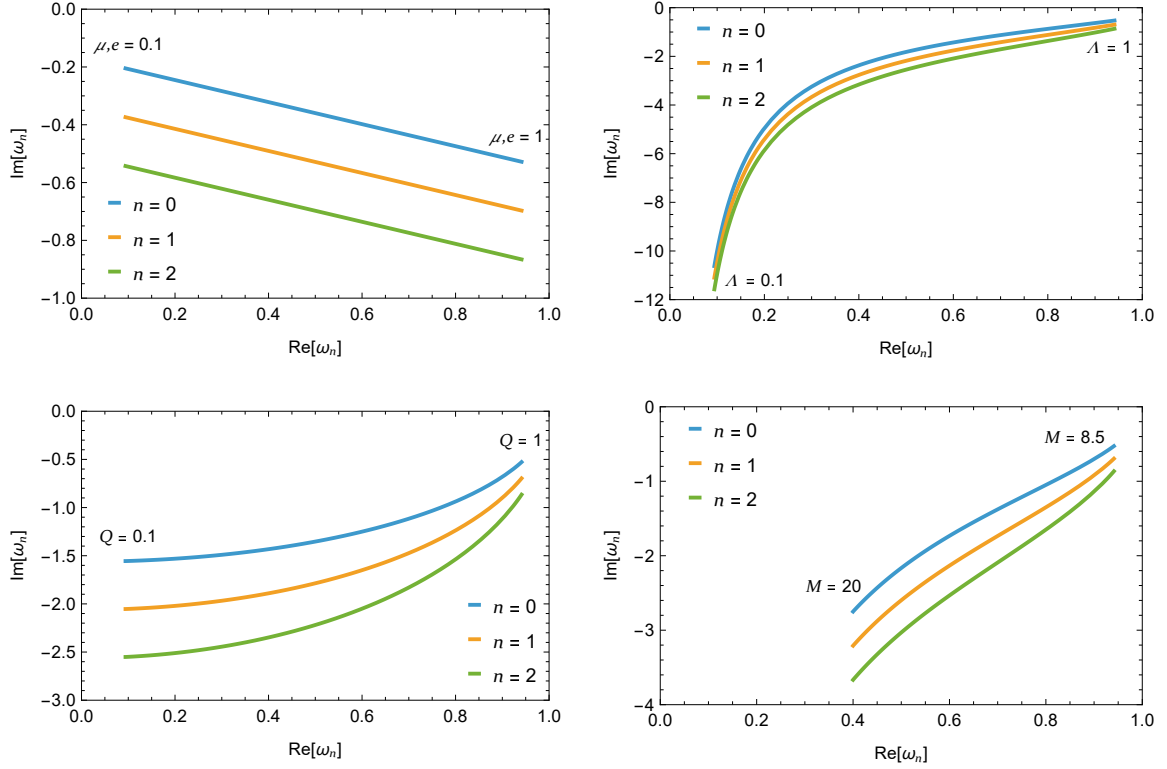 0.0
−0.2
−0.4
−0.6
−0.8
−1.0
Im[ωn]
μ,e = 0.1
μ,e = 1
n = 0
n = 1
n = 2
0.0 0.2 0.4 0.6 0.8 1.0
Re[ωn]
0
−2
−4
−6
−8
−10
−12
Im[ωn]
n = 0
n = 1
n = 2
Λ = 1
Λ = 0.1
0.0 0.2 0.4 0.6 0.8 1.0
Re[ωn]
0.0
−0.5
−1.0
−1.5
−2.0
−2.5
−3.0
Im[ωn]
Q = 1
Q = 0.1
n = 0
n = 1
n = 2
0.0 0.2 0.4 0.6 0.8 1.0
Re[ωn]
0
−1
−2
−3
−4
Im[ωn]
n = 0
n = 1
n = 2
M = 8.5
M = 20
0.0 0.2 0.4 0.6 0.8 1.0
Re[ωn]